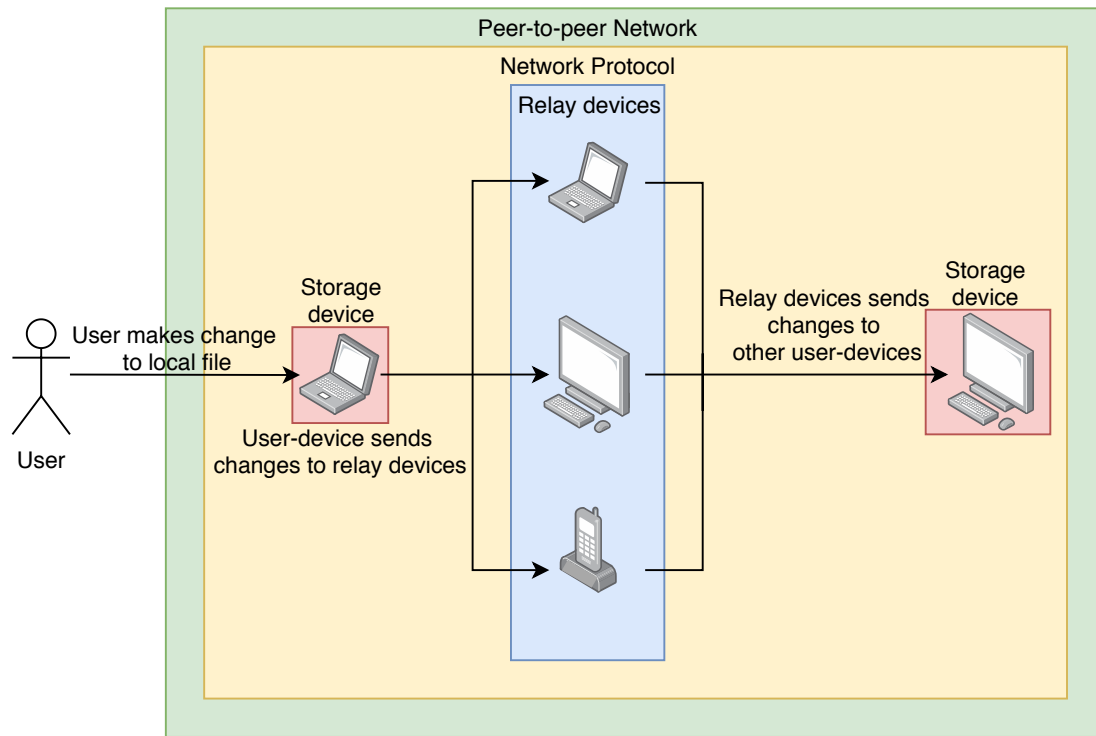 Peer-to-peer Network
Network Protocol
Relay devices
Storage
device
User makes change
to local file
User-device sends
changes to relay devices
User
Relay devices sends
changes to
other user-devices
Storage
device